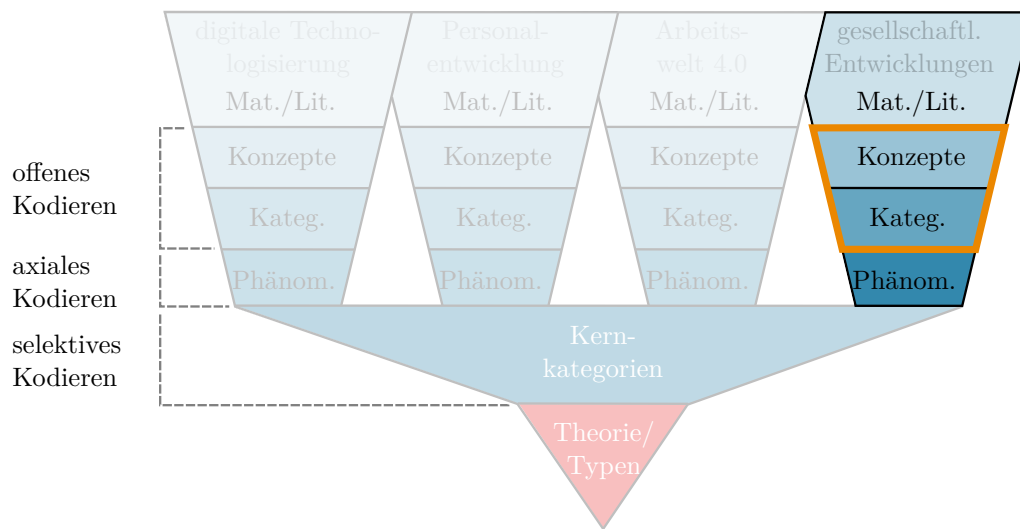 digitale Techno-
logisierung
Mat./Lit.
Personal-
entwicklung
Mat./Lit.
Arbeits-
welt 4.0
Mat./Lit.
gesellschaftl.
Entwicklungen
Mat./Lit.
offenes
Kodieren
Konzepte
Konzepte
Konzepte
Konzepte
Kateg.
Kateg.
Kateg.
Kateg.
axiales
Kodieren
Phänom.
Phänom.
Phänom.
Phänom.
selektives
Kodieren
Kern-
kategorien
Theorie/
Typen